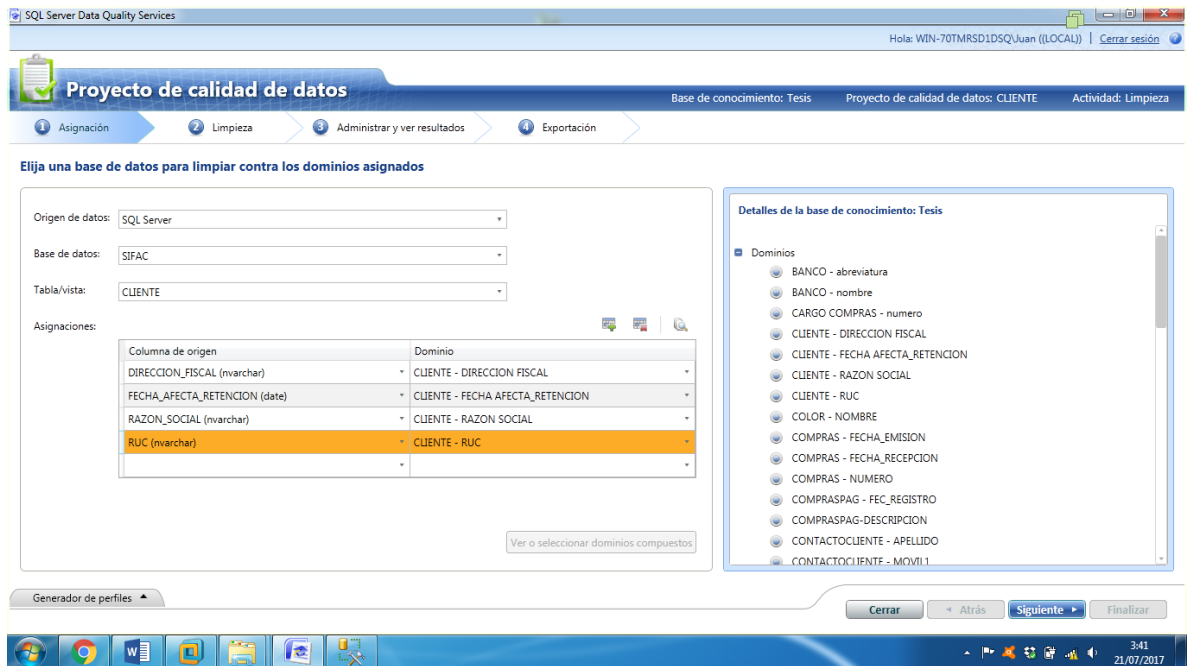 SQL Server Data Quality Services
Hola: WIN-70TMRSD1DSQ\Juan ((LOCAL)) | Cerrar sesión
Proyecto de calidad de datos
Base de conocimiento: Tesis Proyecto de calidad de datos: CLIENTE Actividad: Limpieza
1 Asignación 2 Limpieza 3 Administrar y ver resultados 4 Exportación
Elija una base de datos para limpiar contra los dominios asignados
Origen de datos: SQL Server
Base de datos: SIFAC
Tabla/vista: CLIENTE
Asignaciones:
Columna de origen Dominio
DIRECCION_FISCAL (nvarchar) CLIENTE - DIRECCION FISCAL
FECHA_AFECTA_RETENCION (date) CLIENTE - FECHA AFECTA_RETENCION
RAZON_SOCIAL (nvarchar) CLIENTE - RAZON SOCIAL
RUC (nvarchar) CLIENTE - RUC
Ver o seleccionar dominios compuestos
Detalles de la base de conocimiento: Tesis
Dominios
BANCO - abreviatura
BANCO - nombre
CARGO COMPRAS - numero
CLIENTE - DIRECCION FISCAL
CLIENTE - FECHA AFECTA_RETENCION
CLIENTE - RAZON SOCIAL
CLIENTE - RUC
COLOR - NOMBRE
COMPRAS - FECHA_EMISION
COMPRAS - FECHA_RECEPCION
COMPRAS - NUMERO
COMPRASPAG - FEC_REGISTRO
COMPRASPAG-DESCRIPCION
CONTACTOCLIENTE - APELLIDO
CONTACTOCLIENTE - MOVIL1
Generador de perfiles
Cerrar Atrás Siguiente Finalizar
3:41
21/07/2017